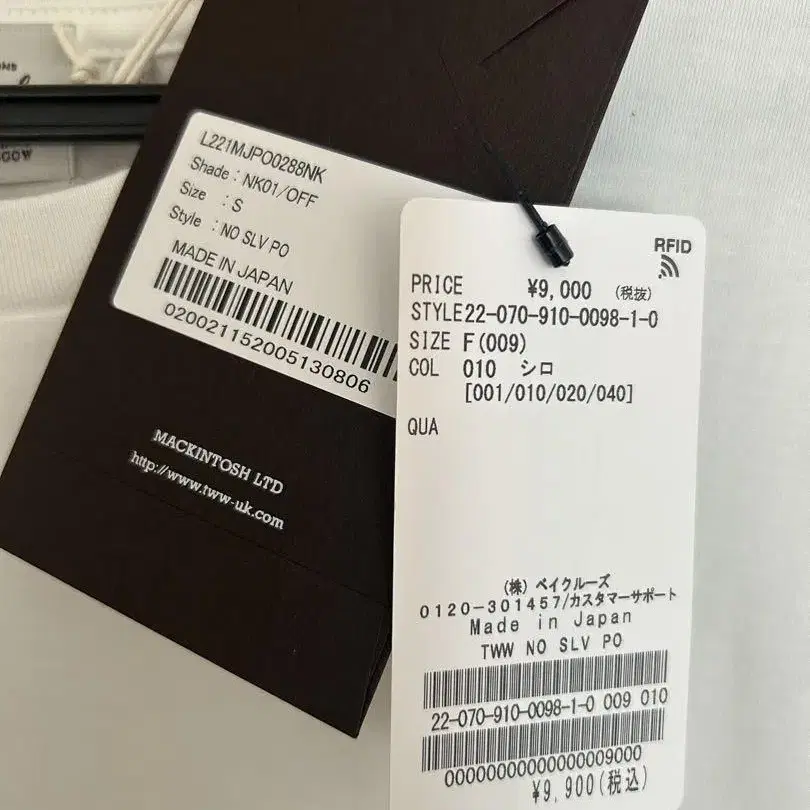 GOW
L221MJPO0288NK
Shade : NK01/OFF
Size : S
Style : NO SLV PO
MADE IN JAPAN
020021152005130806
MACKINTOSH LTD
http://www.tww-uk.com
RFID
PRICE ¥9,000 (税抜)
STYLE22-070-910-0098-1-0
SIZE F(009)
COL 010 シロ
[001/010/020/040]
QUA
(株) ベイクルーズ
0120-301457/カスタマーサポート
Made in Japan
TWW NO SLV PO
22-070-910-0098-1-0 009 010
00000000000000009000
¥9,900(税込)